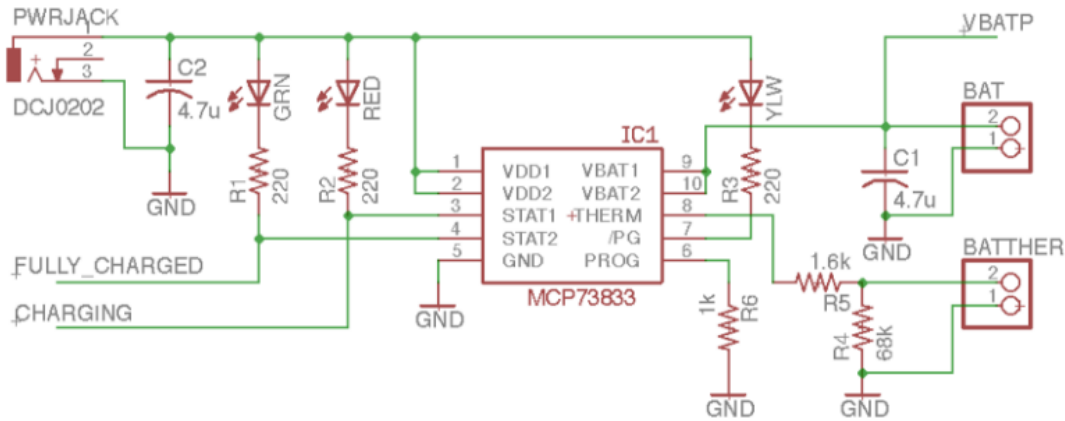 PWRJACK
1
2
3
DCJ0202
C2
4.7u
GRN
RED
R1
220
R2
220
GND
FULLY_CHARGED
CHARGING
IC1
1 VDD1 VBAT1 9
2 VDD2 VBAT2 10
3 STAT1 THERM 8
4 STAT2 /PG 7
5 GND PROG 6
MCP73833
GND
YLW
R3
220
VBATP
BAT
2
1
C1
4.7u
GND
BATTHER
2
1
1.6k
R5
R4
68k
1k
R6
GND
GND